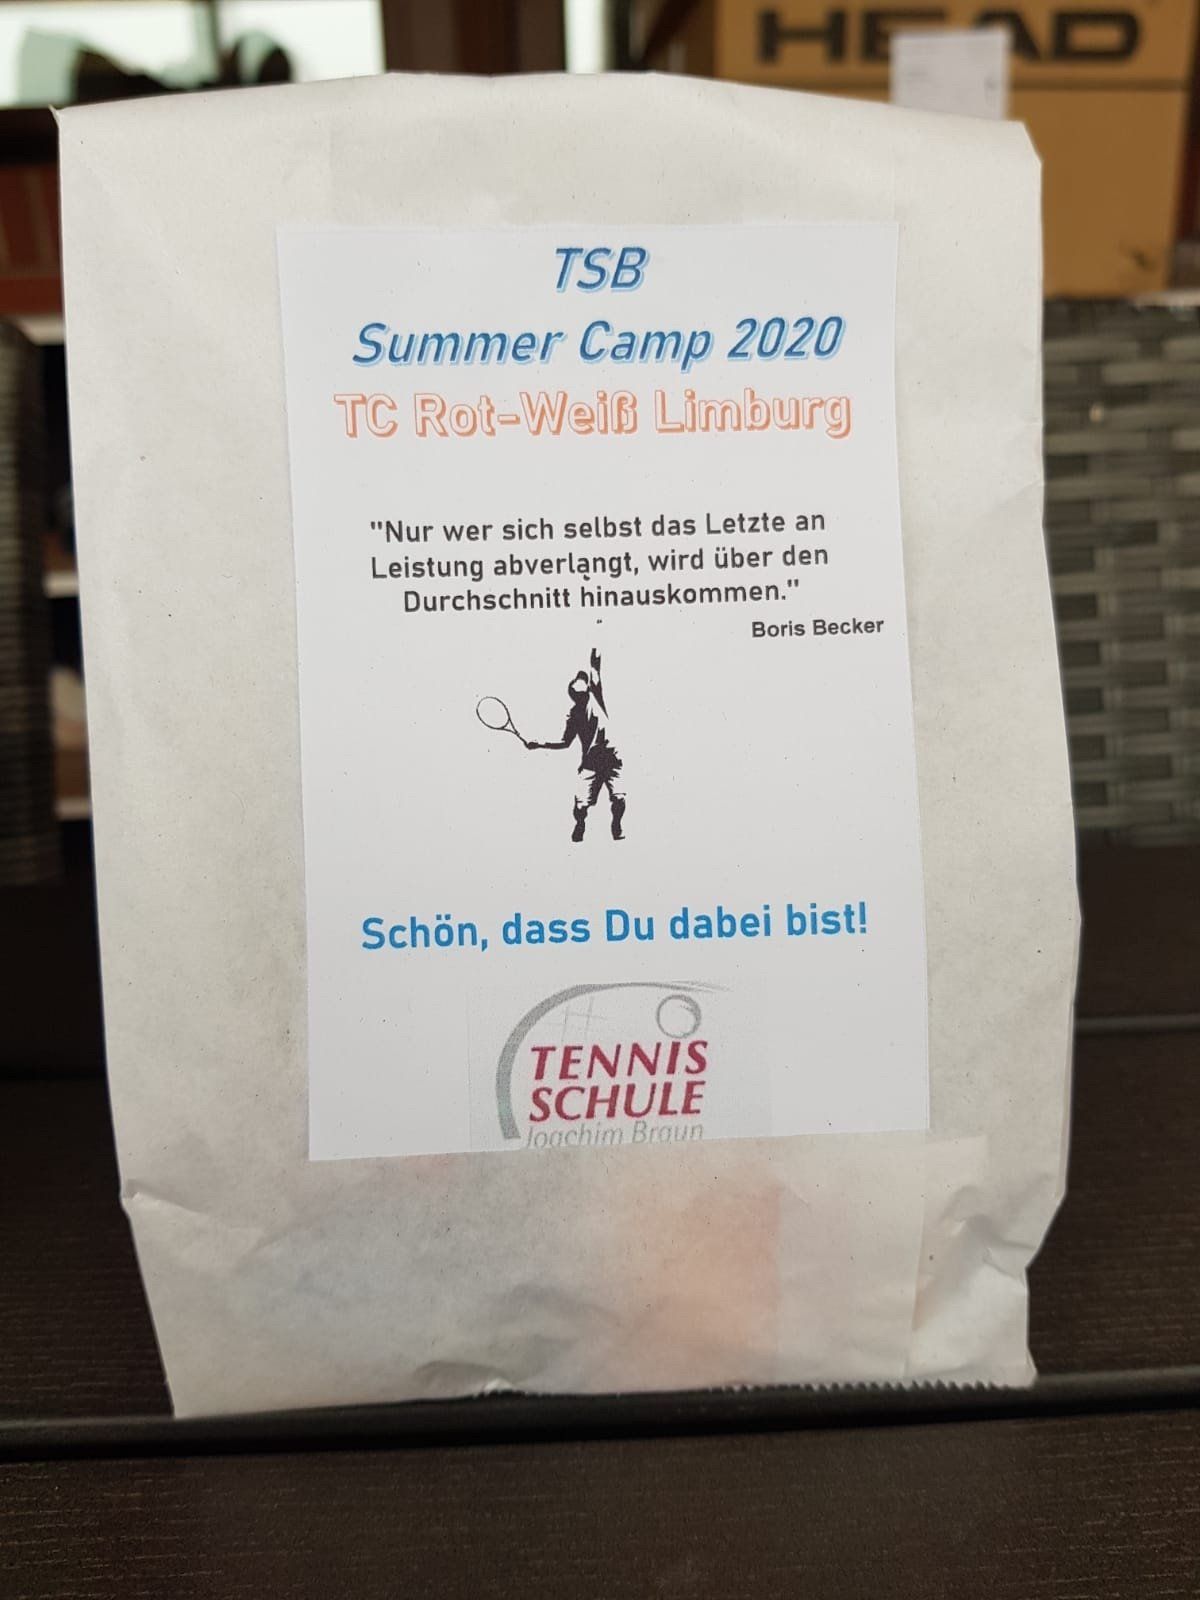 HEAD
TSB
Summer Camp 2020
TC Rot-Weiß Limburg
"Nur wer sich selbst das Letzte an
Leistung abverlangt, wird über den
Durchschnitt hinauskommen."
Boris Becker
Schön, dass Du dabei bist!
TENNIS
SCHULE
Joachim Braun